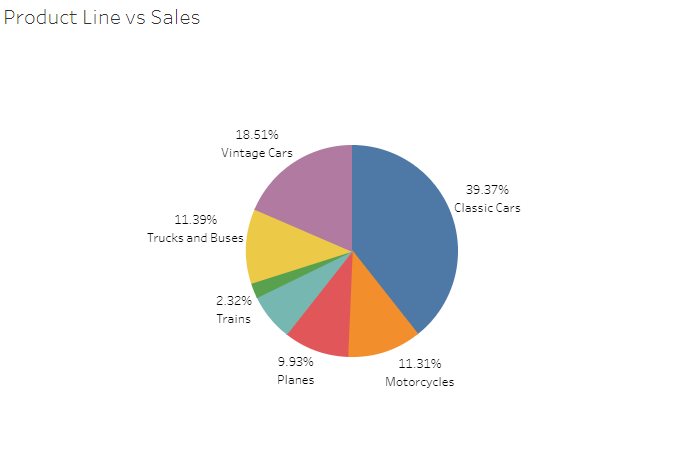 Product Line vs Sales
18.51%
Vintage Cars
39.37%
Classic Cars
11.39%
Trucks and Buses
2.32%
Trains
9.93%
Planes
11.31%
Motorcycles